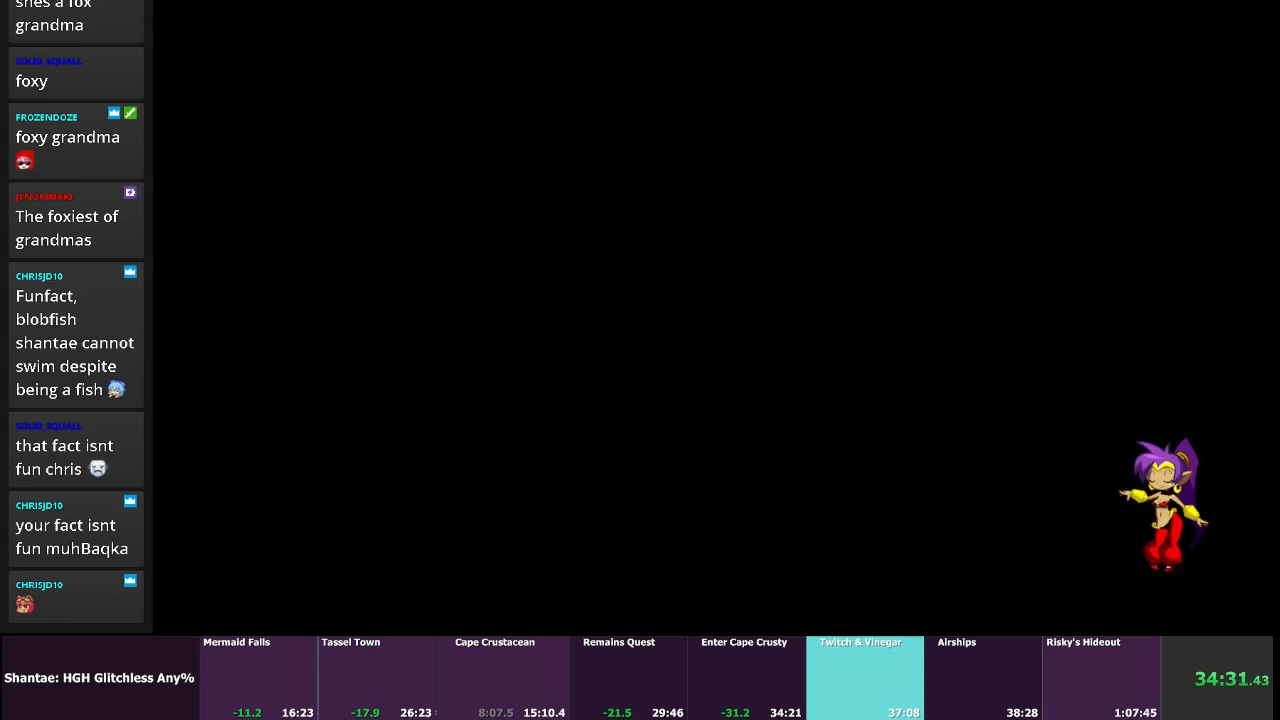 shes a fox
grandma
SOLID_SQUALL
foxy
FROZENDOZE
foxy grandma
JTNORIMAKI
The foxiest of
grandmas
CHRISJD10
Funfact,
blobfish
shantae cannot
swim despite
being a fish
SOLID_SQUALL
that fact isnt
fun chris
CHRISJD10
your fact isnt
fun muhBaqka
CHRISJD10
Shantae: HGH Glitchless Any%
Mermaid Falls
-11.2 16:23
Tassel Town
-17.9 26:23
Cape Crustacean
8:07.5 15:10.4
Remains Quest
-21.5 29:46
Enter Cape Crusty
-31.2 34:21
Twitch & Vinegar
37:08
Airships
38:28
Risky's Hideout
1:07:45
34:31.43